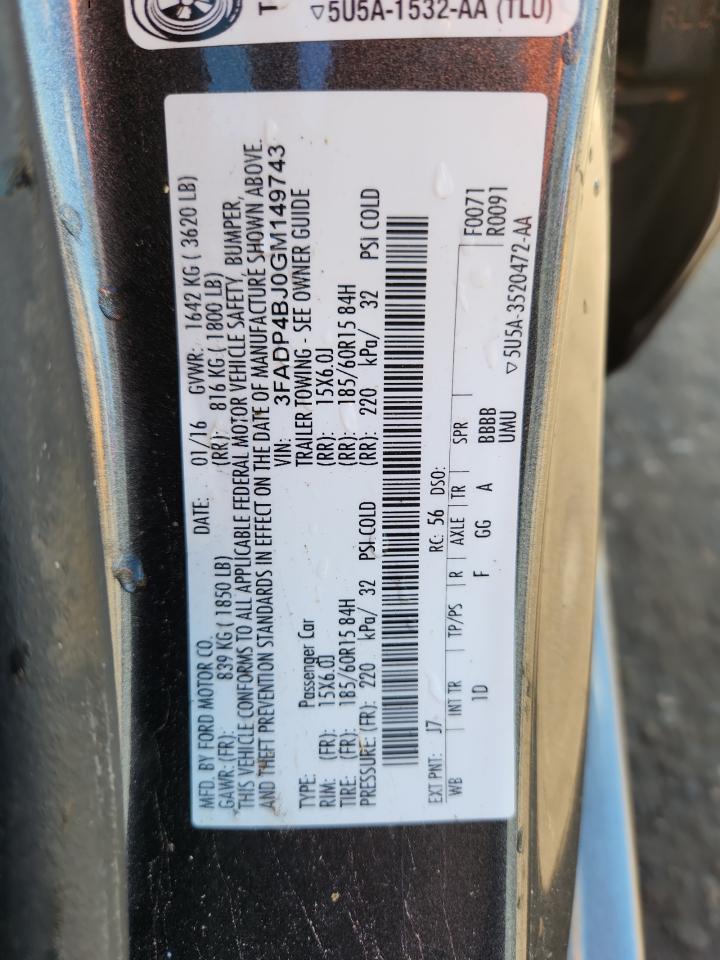 5U5A-1532-AA (TLU)
MFD. BY FORD MOTOR CO.
DATE: 01/16 GVWR: 1642 KG ( 3620 LB)
GAWR: (FR): 839 KG ( 1850 LB) (RR): 816 KG ( 1800 LB)
THIS VEHICLE CONFORMS TO ALL APPLICABLE FEDERAL MOTOR VEHICLE SAFETY, BUMPER,
AND THEFT PREVENTION STANDARDS IN EFFECT ON THE DATE OF MANUFACTURE SHOWN ABOVE.
VIN: 3FADP4BJ0GM149743
TYPE: Passenger Car TRAILER TOWING - SEE OWNER GUIDE
RIM: (FR): 15X6.0J (RR): 15X6.0J
TIRE: (FR): 185/60R15 84H (RR): 185/60R15 84H
PRESSURE: (FR): 220 kPa/ 32 PSI COLD (RR): 220 kPa/ 32 PSI COLD
EXT PNT: J7 RC: 56 DSO: F0071
WB INT TR TP/PS R AXLE TR SPR R0091
1D F GG A BBBB
UMU
5U5A-3520472-AA